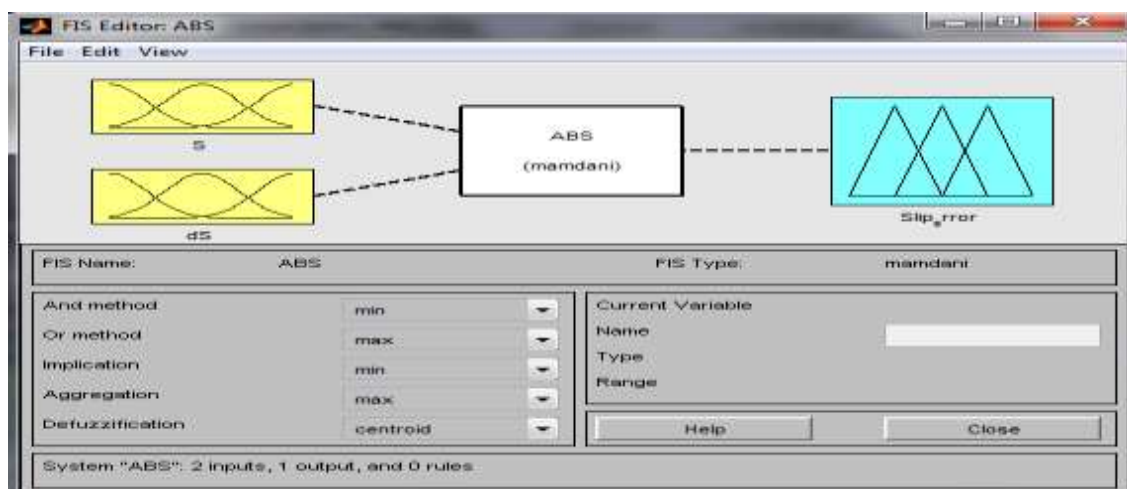 FIS Editor: ABS
File Edit View
S
ABS
(mamdani)
dS
Slip_error
FIS Name: ABS FIS Type: mamdani
And method min
Or method max
Implication min
Aggregation max
Defuzzification centroid
Current Variable
Name
Type
Range
Help Close
System "ABS": 2 inputs, 1 output, and 0 rules